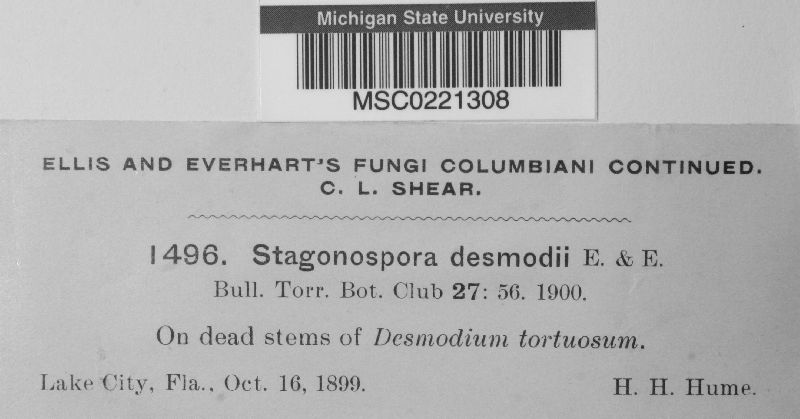 Michigan State University
MSC0221308
ELLIS AND EVERHART'S FUNGI COLUMBIANI CONTINUED.
C. L. SHEAR.
1496. Stagonospora desmodii E. & E.
Bull. Torr. Bot. Club 27: 56. 1900.
On dead stems of Desmodium tortuosum.
Lake City, Fla., Oct. 16, 1899. H. H. Hume.